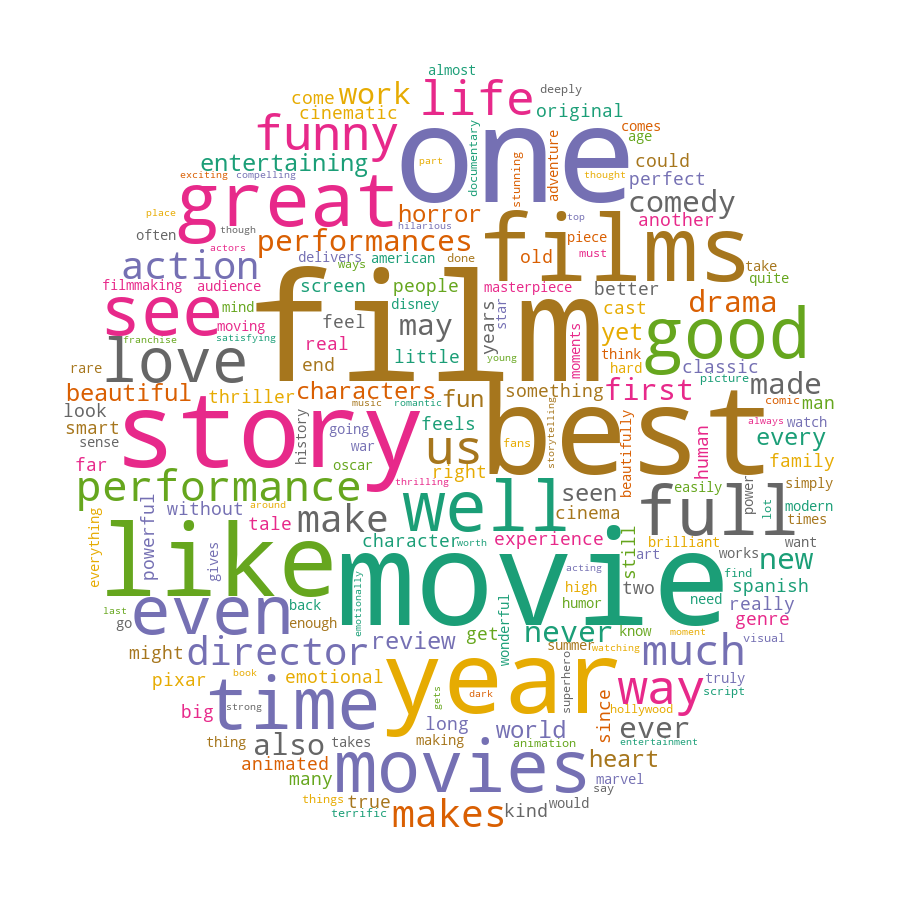 almost
deeply
come
work
life
original
cinematic
one
funny
comes
age
documentary
adventure
entertaining
part
could
stunning
exciting
compelling
thought
perfect
great
comedy
place
horror
top
another
often
though
hilarious
films
performances
piece
actors
old
must
action
delivers
ways
american
done
take
filmmaking
audience
screen
people
masterpiece
better
quite
see
mind
disney
film
years
star
cast
drama
moving
feel
may
yet
good
franchise
satisfying
real
moments
love
little
young
think
rare
end
hard
classic
picture
beautiful
thriller
characters
fun
something
first
made
look
music
romantic
comic
man
smart
story
feels
best
always
watch
history
going
us
fans
storytelling
beautifully
human
every
sense
war
far
oscar
right
family
performance
thrilling
seen
easily
power
simply
full
without
make
well
cinema
lot
modern
everything
powerful
tale
around
times
like
character
worth
experience
still
brilliant
want
gives
movie
art
works
new
emotionally
acting
two
find
spanish
high
last
even
back
humor
need
really
go
enough
wonderful
never
know
moment
genre
director
review
get
summer
watching
visual
might
much
pixar
book
emotional
year
superhero
dark
way
truly
script
big
time
strong
gets
since
hollywood
long
world
ever
thing
also
takes
making
animation
entertainment
animated
movies
heart
many
marvel
say
things
true
makes
kind
would
terrific